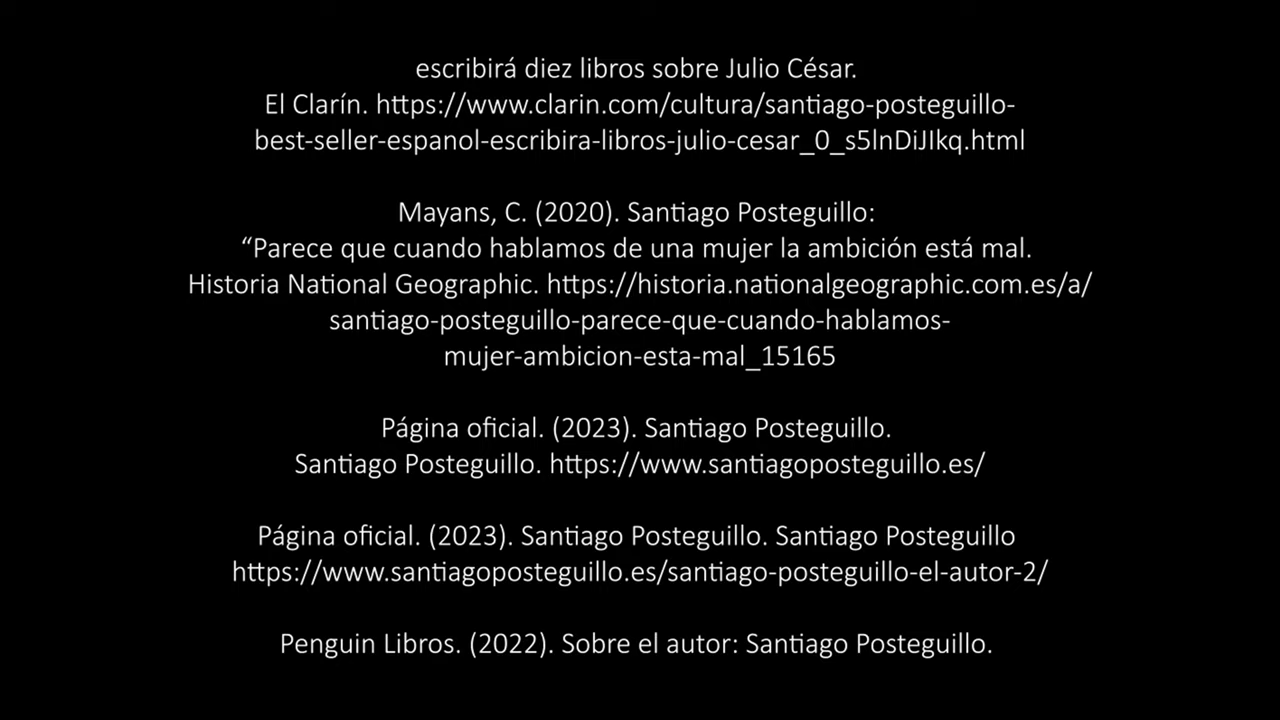 escribirá diez libros sobre Julio César.
El Clarín. https://www.clarin.com/cultura/santiago-posteguillo-
best-seller-espanol-escribira-libros-julio-cesar_0_s5lnDiJIkq.html
Mayans, C. (2020). Santiago Posteguillo:
“Parece que cuando hablamos de una mujer la ambición está mal.
Historia National Geographic. https://historia.nationalgeographic.com.es/a/
santiago-posteguillo-parece-que-cuando-hablamos-
mujer-ambicion-esta-mal_15165
Página oficial. (2023). Santiago Posteguillo.
Santiago Posteguillo. https://www.santiagoposteguillo.es/
Página oficial. (2023). Santiago Posteguillo. Santiago Posteguillo
https://www.santiagoposteguillo.es/santiago-posteguillo-el-autor-2/
Penguin Libros. (2022). Sobre el autor: Santiago Posteguillo.